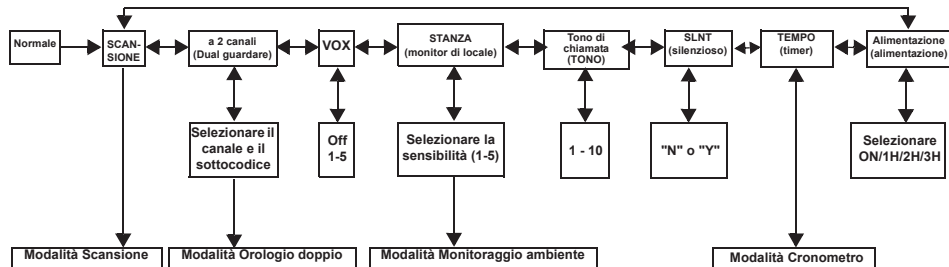 Normale
SCAN-
SIONE
a 2 canali
(Dual guardare)
VOX
STANZA
(monitor di locale)
Tono di
chiamata
(TONO)
SLNT
(silenzioso)
TEMPO
(timer)
Alimentazione
(alimentazione)
Selezionare il
canale e il
sottocodice
Off
1-5
Selezionare la
sensibilità (1-5)
1 - 10
"N" o "Y"
Selezionare
ON/1H/2H/3H
Modalità Scansione
Modalità Orologio doppio
Modalità Monitoraggio ambiente
Modalità Cronometro